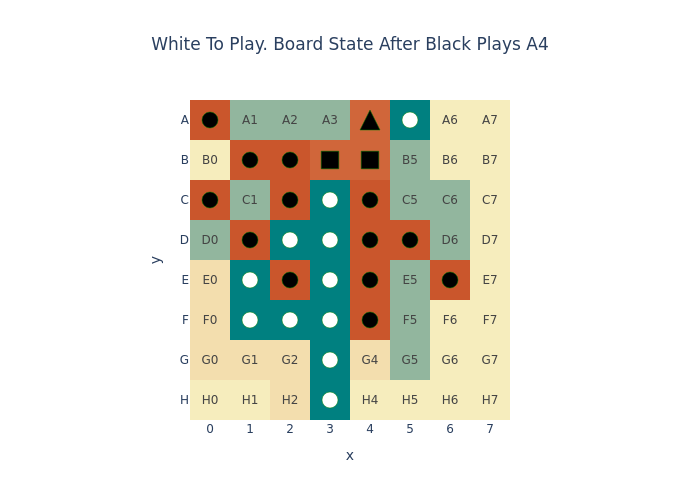 White To Play. Board State After Black Plays A4
A A1 A2 A3 A6 A7
B B0 B5 B6 B7
C C1 C5 C6 C7
D D0 D6 D7
y
E E0 E5 E7
F F0 F5 F6 F7
G G0 G1 G2 G4 G5 G6 G7
H H0 H1 H2 H4 H5 H6 H7
0 1 2 3 4 5 6 7
x